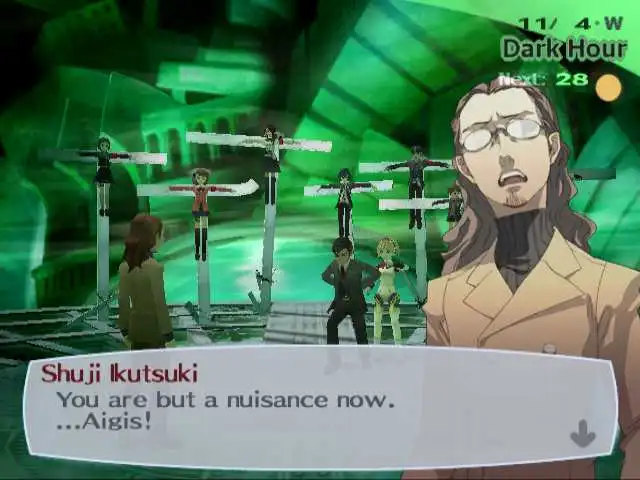 11/ 4·W
Dark Hour
Next: 28
Shuji Ikutsuki
You are but a nuisance now.
...Aigis!